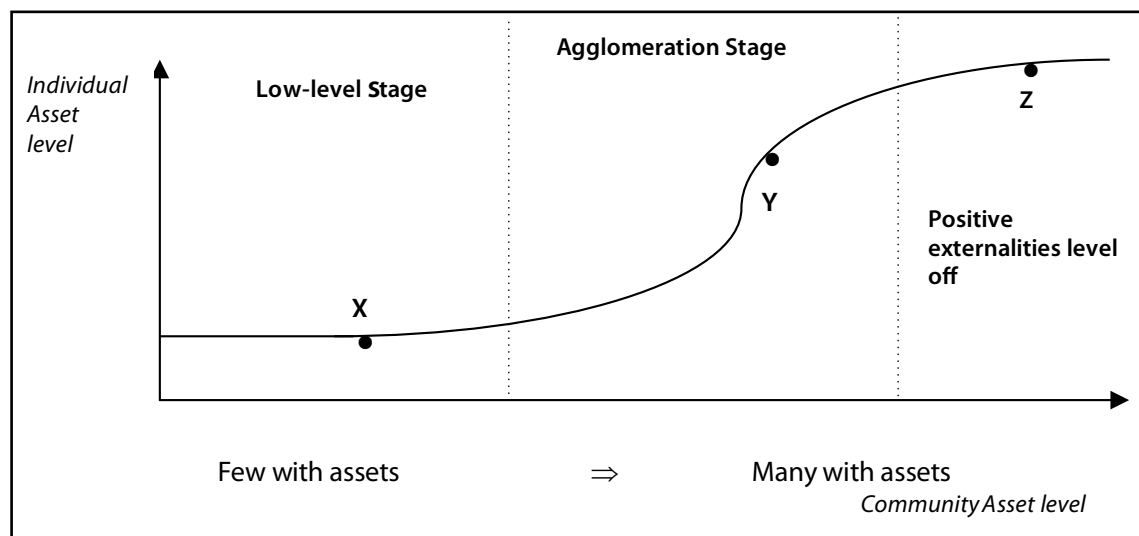 Agglomeration Stage
Individual
Asset
level
Low-level Stage
Z
Y
Positive
externalities level
off
X
Few with assets ⇒ Many with assets
Community Asset level